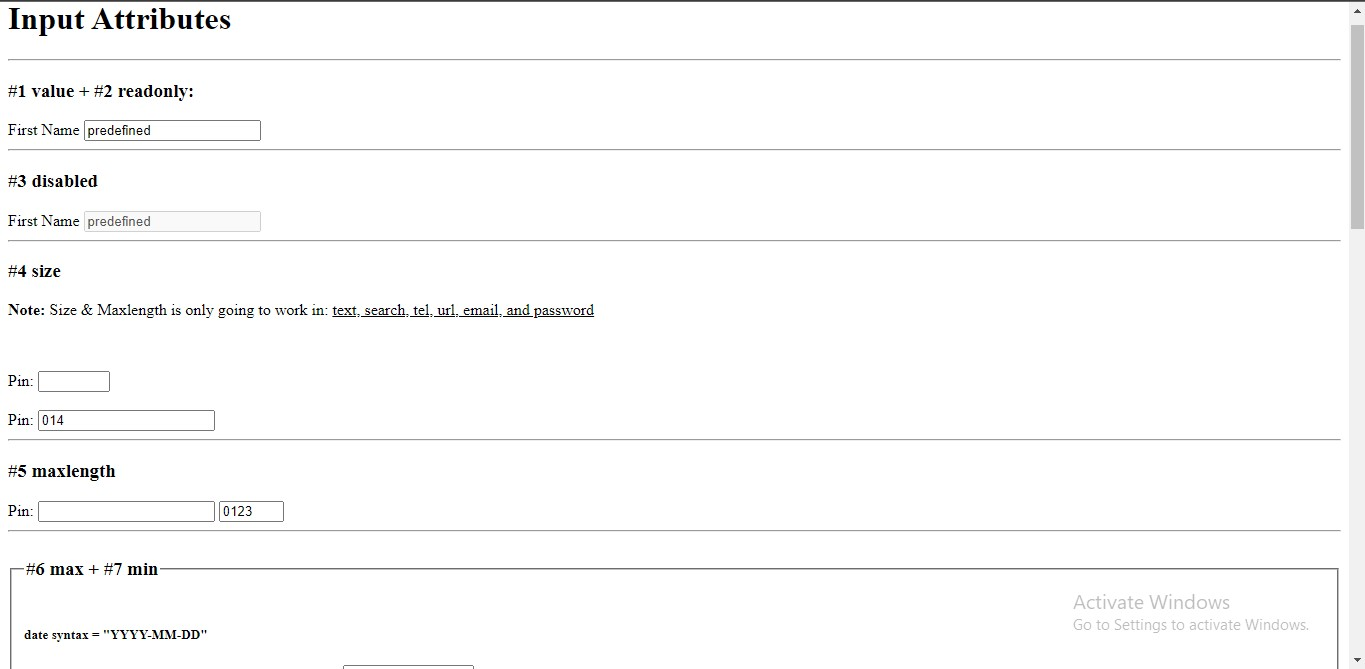 Input Attributes
#1 value + #2 readonly:
First Name predefined
#3 disabled
First Name predefined
#4 size
Note: Size & Maxlength is only going to work in: text, search, tel, url, email, and password
Pin:
Pin: 014
#5 maxlength
Pin: 0123
#6 max + #7 min
Activate Windows
Go to Settings to activate Windows.
date syntax = "YYYY-MM-DD"